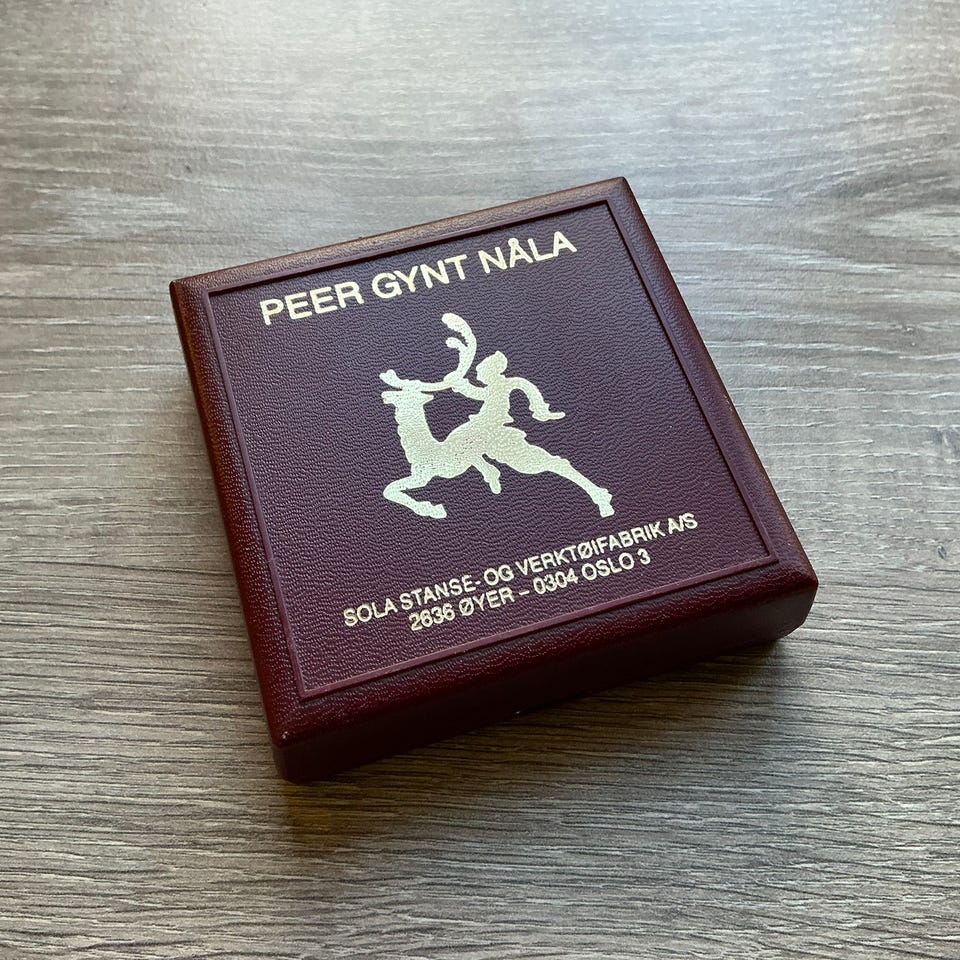 PEER GYNT NÅLA
SOLA STANSE- OG VERKTØIFABRIK A/S
2636 ØYER – 0304 OSLO 3